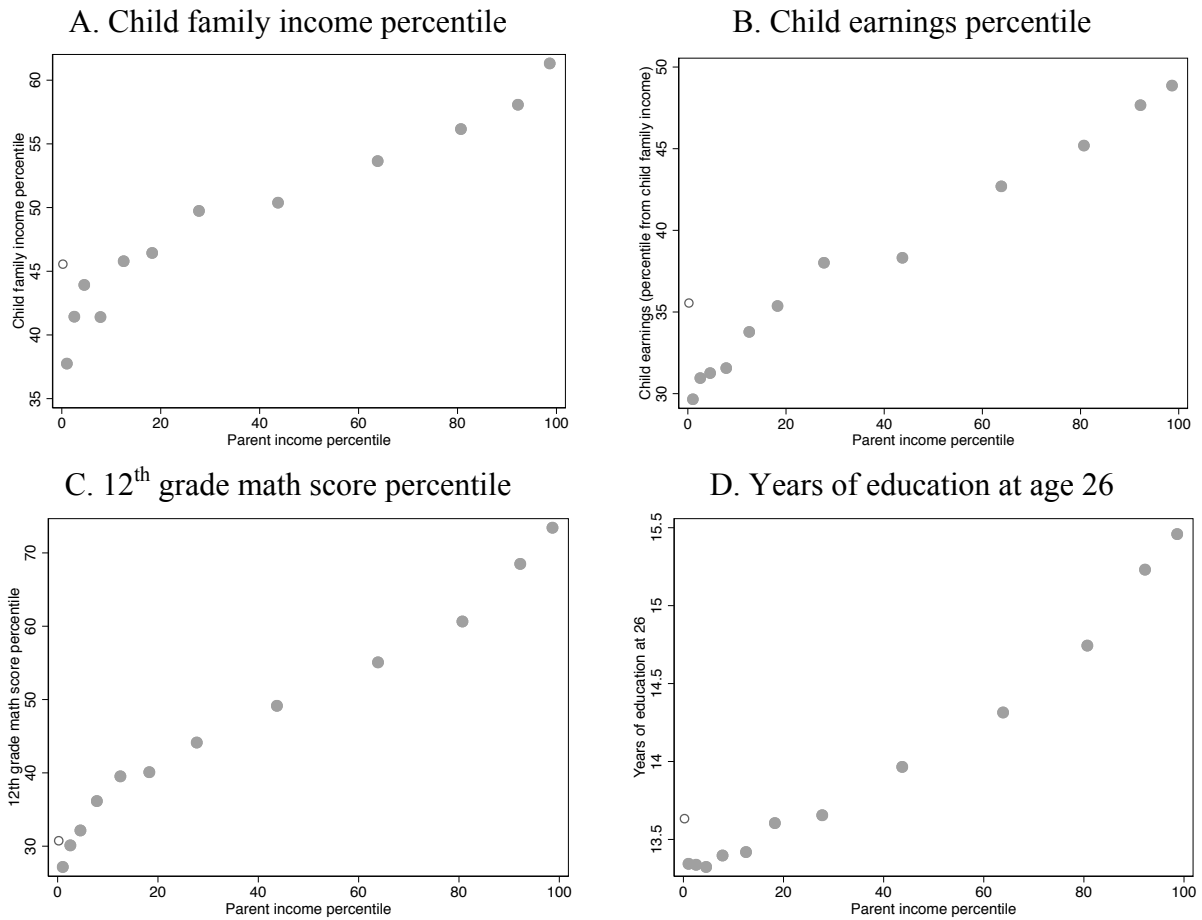 A. Child family income percentile
Child family income percentile
60
55
50
45
40
35
0 20 40 60 80 100
Parent income percentile
B. Child earnings percentile
Child earnings (percentile from child family income)
50
45
40
35
30
0 20 40 60 80 100
Parent income percentile
C. 12th grade math score percentile
12th grade math score percentile
70
60
50
40
30
0 20 40 60 80 100
Parent income percentile
D. Years of education at age 26
Years of education at 26
15.5
15
14.5
14
13.5
0 20 40 60 80 100
Parent income percentile